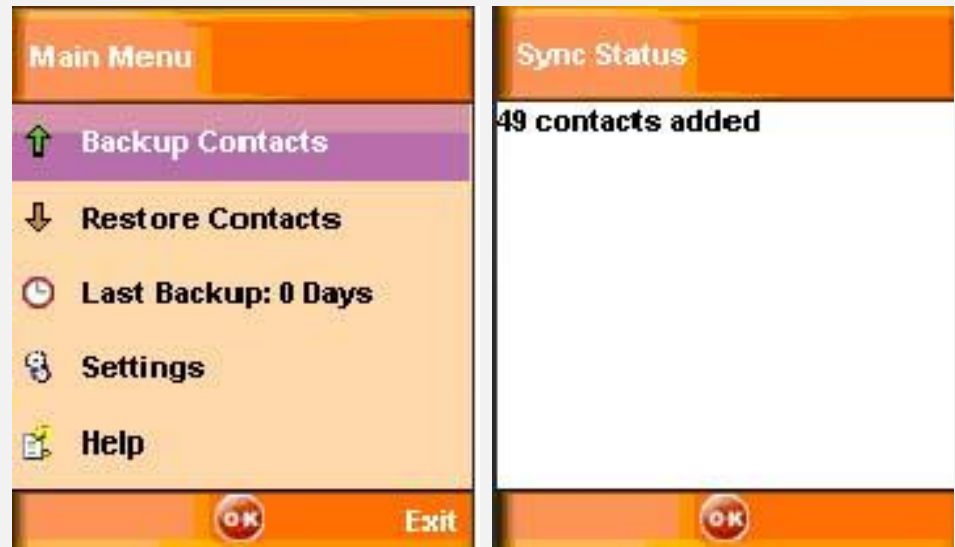 Main Menu
Backup Contacts
Restore Contacts
Last Backup: 0 Days
Settings
Help
OK
Exit
Sync Status
49 contacts added
OK